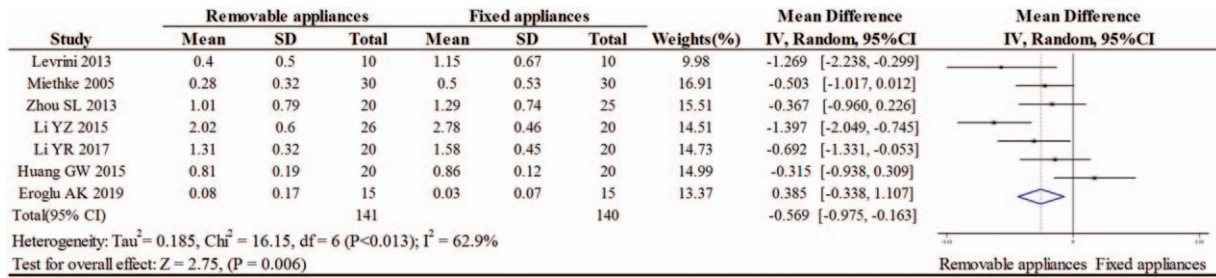 Removable appliances Fixed appliances Mean Difference Mean Difference
Study Mean SD Total Mean SD Total Weights(%) IV, Random, 95%CI IV, Random, 95%CI
Levrini 2013 0.4 0.5 10 1.15 0.67 10 9.98 -1.269 [-2.238, -0.299]
Miethke 2005 0.28 0.32 30 0.5 0.53 30 16.91 -0.503 [-1.017, 0.012]
Zhou SL 2013 1.01 0.79 20 1.29 0.74 25 15.51 -0.367 [-0.960, 0.226]
Li YZ 2015 2.02 0.6 26 2.78 0.46 20 14.51 -1.397 [-2.049, -0.745]
Li YR 2017 1.31 0.32 20 1.58 0.45 20 14.73 -0.692 [-1.331, -0.053]
Huang GW 2015 0.81 0.19 20 0.86 0.12 20 14.99 -0.315 [-0.938, 0.309]
Eroglu AK 2019 0.08 0.17 15 0.03 0.07 15 13.37 0.385 [-0.338, 1.107]
Total(95% CI) 141 140 -0.569 [-0.975, -0.163]
Heterogeneity: Tau²= 0.185, Chi² = 16.15, df = 6 (P<0.013); I² = 62.9%
0
Test for overall effect: Z = 2.75, (P = 0.006)
Removable appliances Fixed appliances